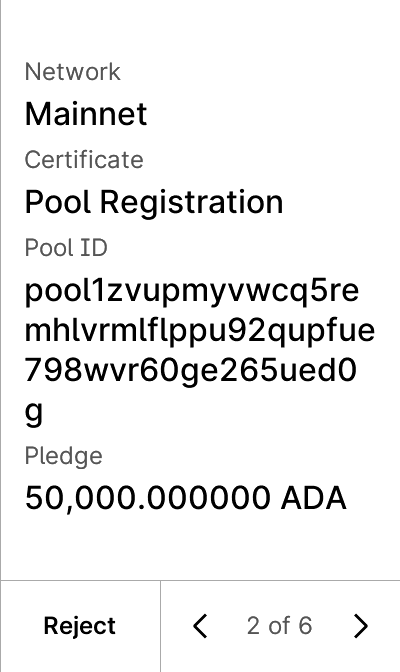 Network
Mainnet
Certificate
Pool Registration
Pool ID
pool1zvupmyvwcq5re
mhlvrmlflppu92qupfue
798wvr60ge265ued0
g
Pledge
50,000.000000 ADA
Reject
2 of 6